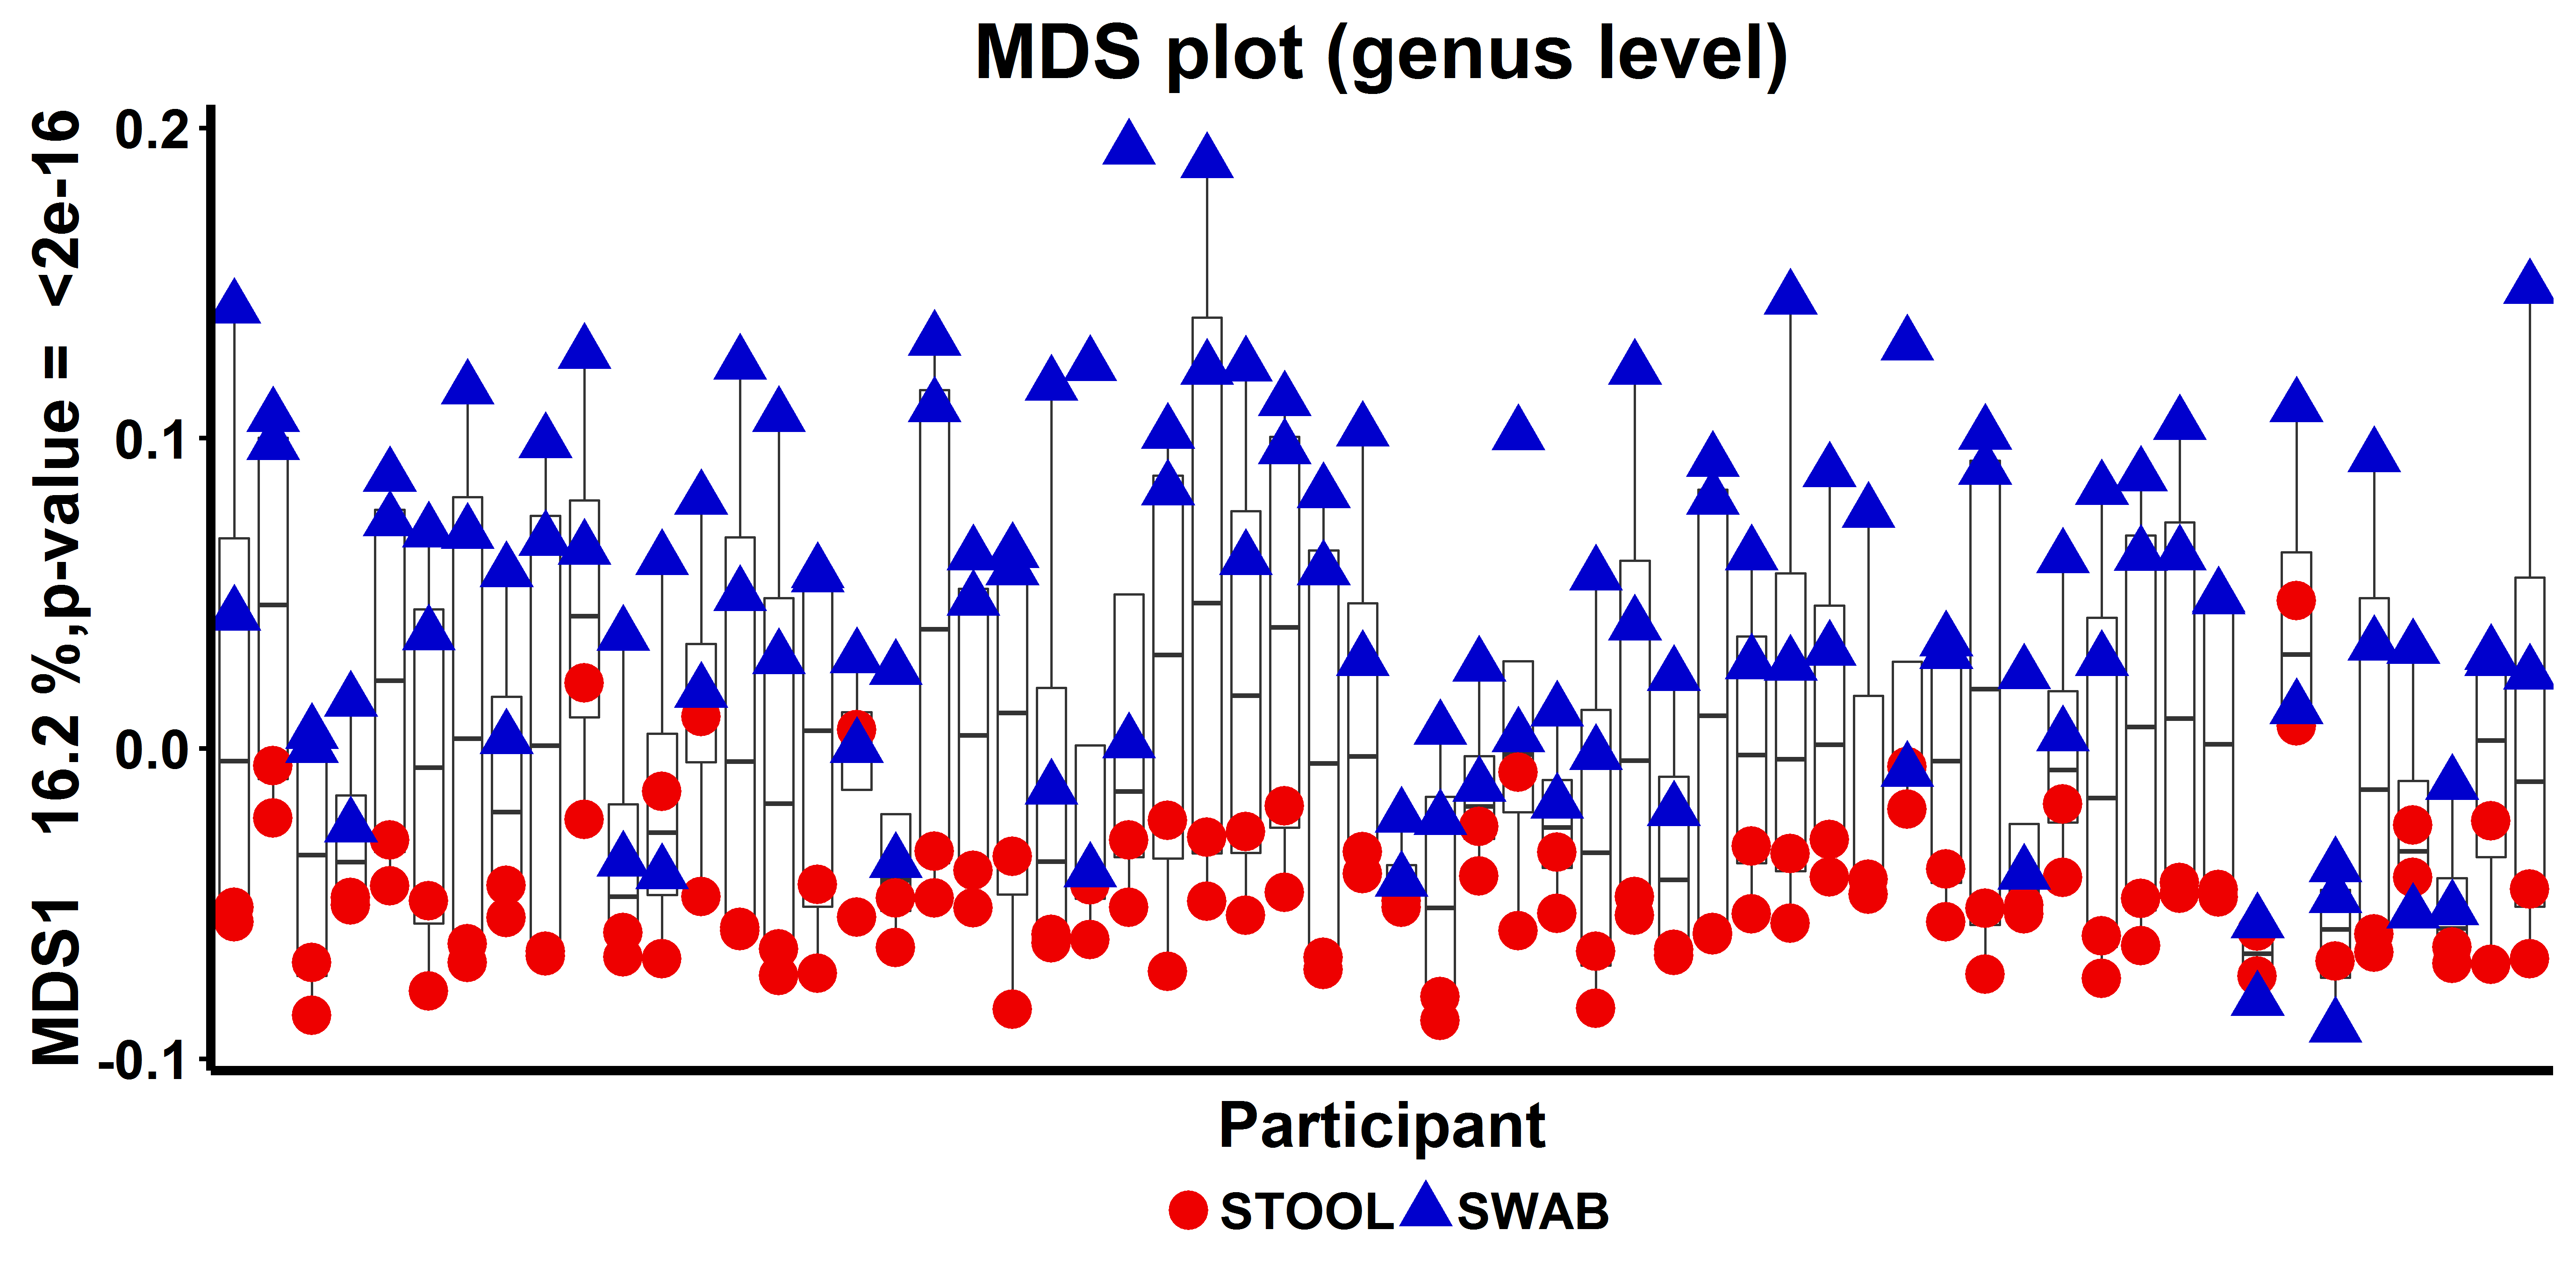 MDS plot (genus level)
MDS1 16.2 %,p-value = <2e-16
0.2
0.1
0.0
-0.1
Participant
STOOL SWAB